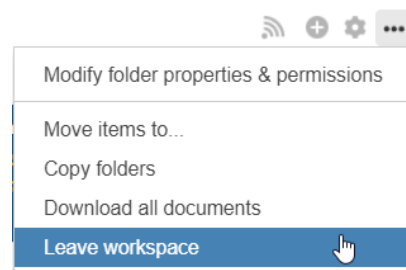 Modify folder properties & permissions
Move items to...
Copy folders
Download all documents
Leave workspace